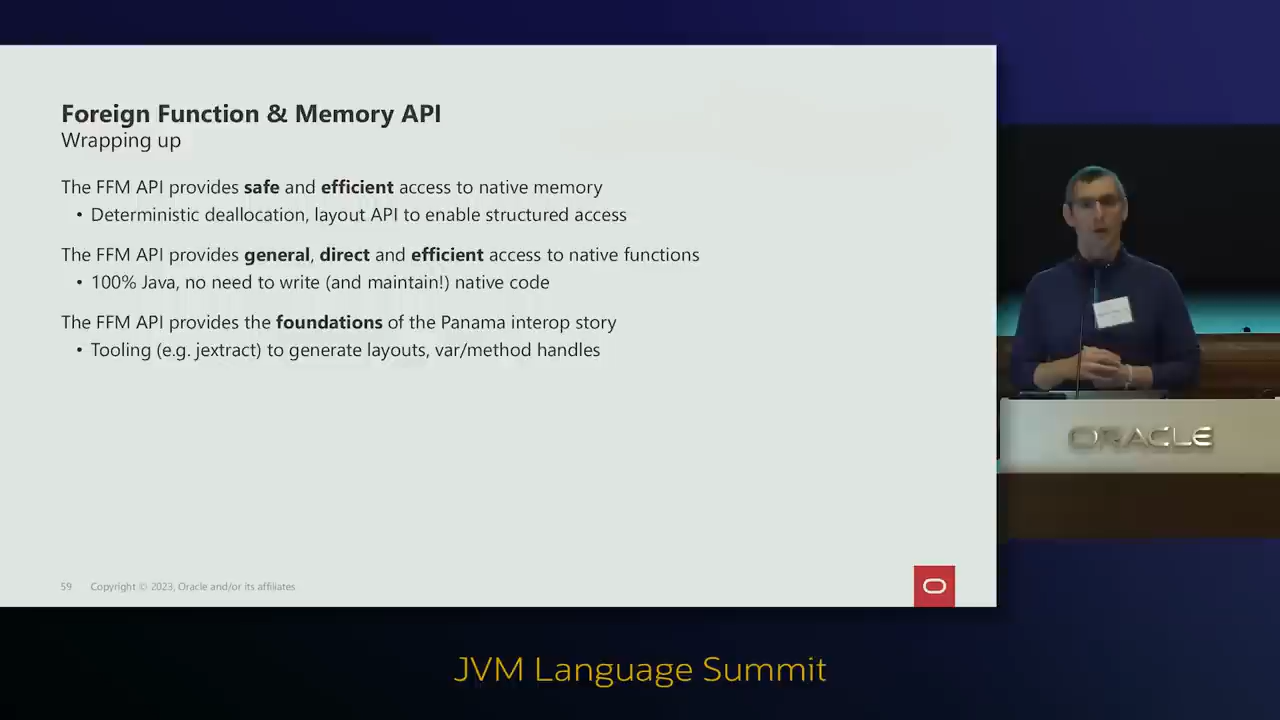 Foreign Function & Memory API
Wrapping up
The FFM API provides safe and efficient access to native memory
• Deterministic deallocation, layout API to enable structured access
The FFM API provides general, direct and efficient access to native functions
• 100% Java, no need to write (and maintain!) native code
The FFM API provides the foundations of the Panama interop story
• Tooling (e.g. jextract) to generate layouts, var/method handles
59 Copyright © 2023, Oracle and/or its affiliates
ORACLE
JVM Language Summit